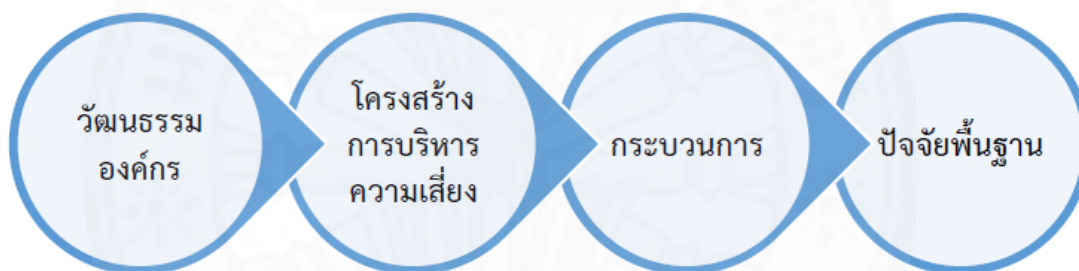 วัฒนธรรม
องค์กร
โครงสร้าง
การบริหาร
ความเสี่ยง
กระบวนการ
ปัจจัยพื้นฐาน